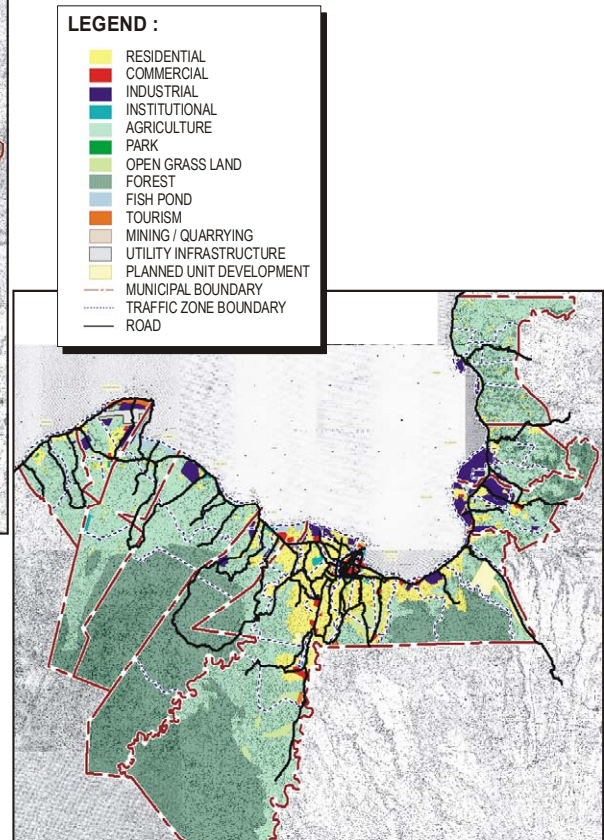 LEGEND :
RESIDENTIAL
COMMERCIAL
INDUSTRIAL
INSTITUTIONAL
AGRICULTURE
PARK
OPEN GRASS LAND
FOREST
FISH POND
TOURISM
MINING / QUARRYING
UTILITY INFRASTRUCTURE
PLANNED UNIT DEVELOPMENT
MUNICIPAL BOUNDARY
TRAFFIC ZONE BOUNDARY
ROAD